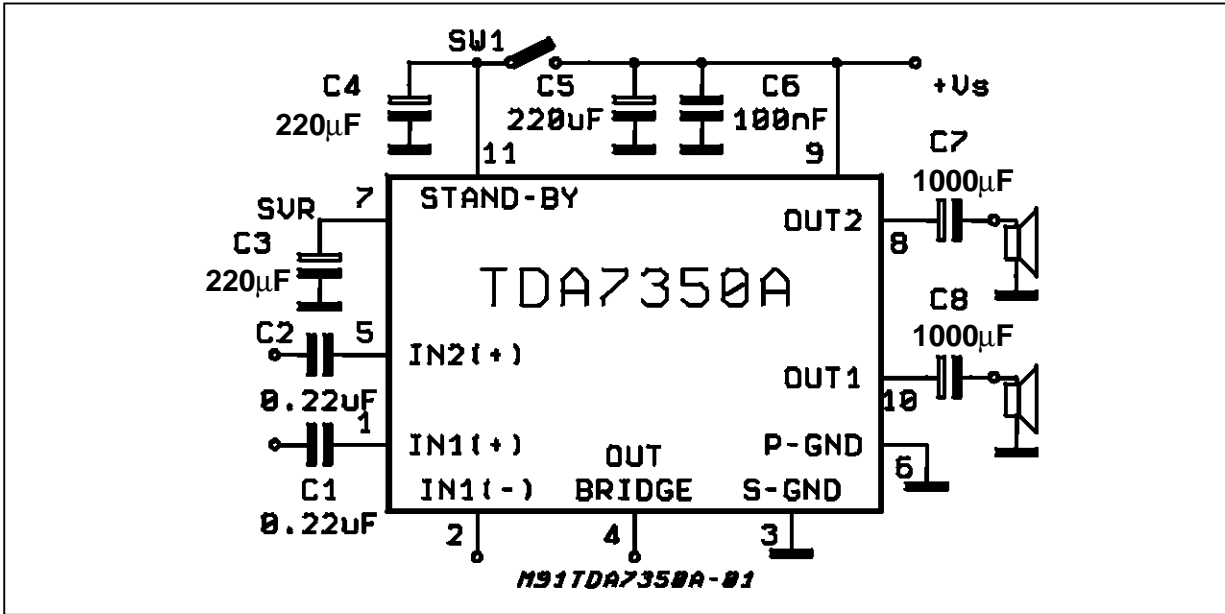 SW1
C4
220µF
C5
220uF
C6
100nF
+Vs
11
9
C7
1000µF
7
STAND-BY
SVR
OUT2
8
C3
220µF
TDA7350A
C8
1000µF
C2
5
IN2(+)
0.22uF
OUT1
10
1
IN1(+)
P-GND
6
C1
0.22uF
IN1(-)
OUT
BRIDGE
S-GND
2
4
3
M91TDA7350A-01